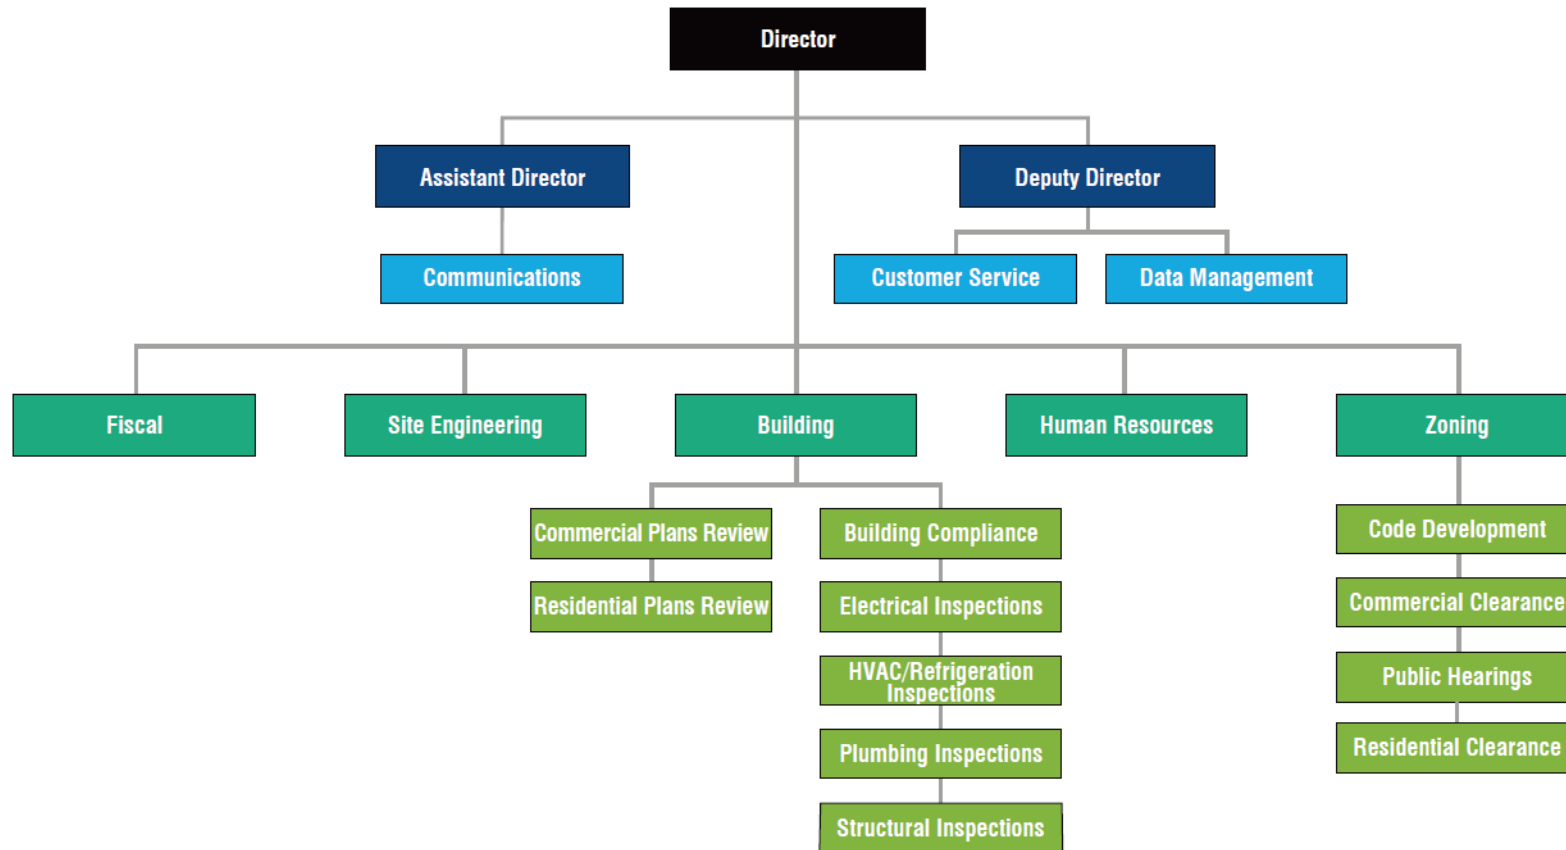 Director
Assistant Director
Deputy Director
Communications
Customer Service
Data Management
Fiscal
Site Engineering
Building
Human Resources
Zoning
Commercial Plans Review
Residential Plans Review
Building Compliance
Electrical Inspections
HVAC/Refrigeration
Inspections
Plumbing Inspections
Structural Inspections
Code Development
Commercial Clearance
Public Hearings
Residential Clearance